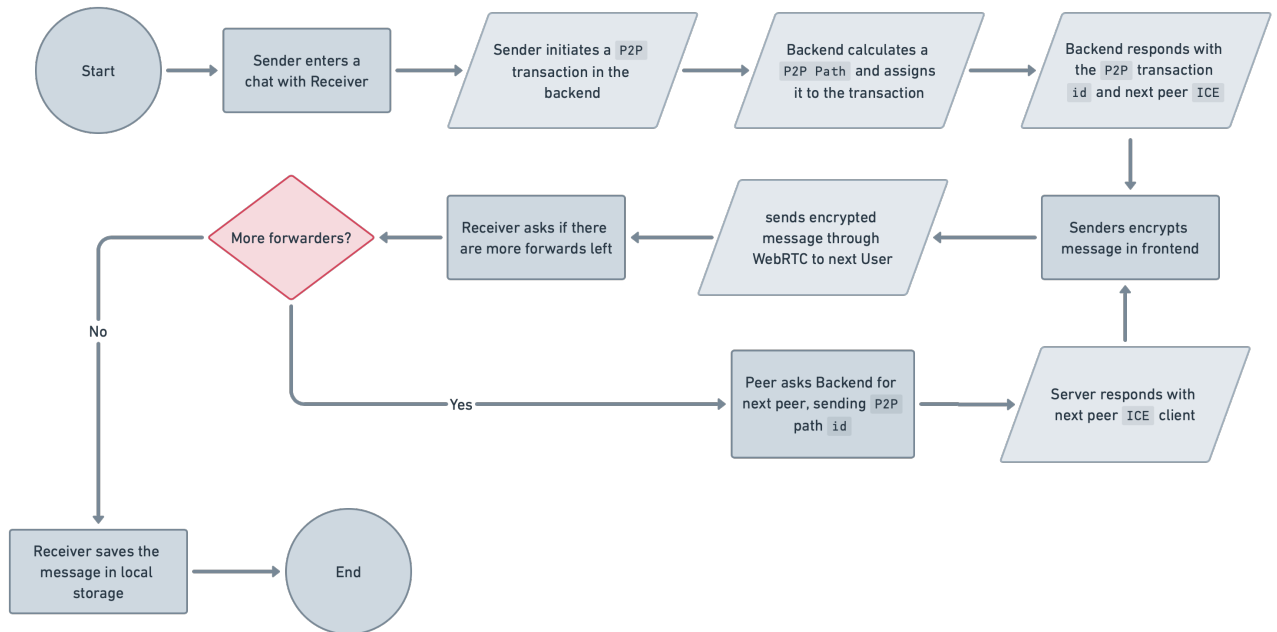 Start
Sender enters a
chat with Receiver
Sender initiates a P2P
transaction in the
backend
Backend calculates a
P2P Path and assigns
it to the transaction
Backend responds with
the P2P transaction
id and next peer ICE
More forwarders?
Receiver asks if there
are more forwards left
sends encrypted
message through
WebRTC to next User
Senders encrypts
message in frontend
No
Yes
Peer asks Backend for
next peer, sending P2P
path id
Server responds with
next peer ICE client
Receiver saves the
message in local
storage
End